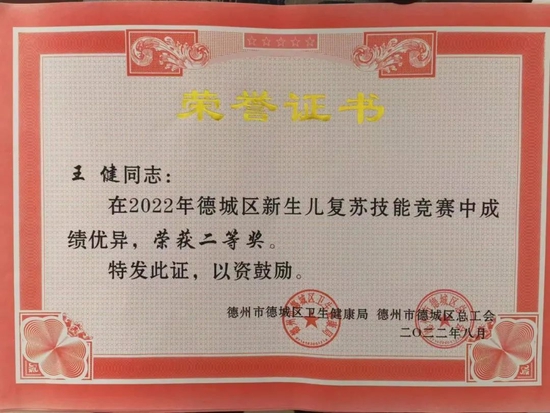 荣誉证书
王 健同志:
在2022年德城区新生儿复苏技能竞赛中成
绩优异,荣获二等奖。
特发此证,以资鼓励。
德州市德城区卫生健康局 德州市德城区总工会
二〇二二年八月